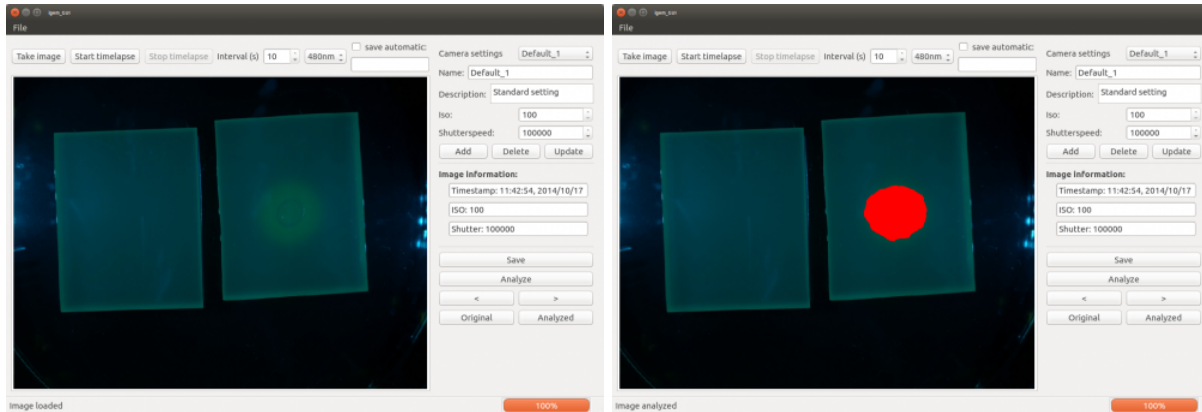 igem_GUI
File
Take image Start timelapse Stop timelapse Interval (s) 10 480nm save automatic:
Camera settings Default_1
Name: Default_1
Description: Standard setting
Iso: 100
Shutterspeed: 100000
Add Delete Update
Image Information:
Timestamp: 11:42:54, 2014/10/17
ISO: 100
Shutter: 100000
Save
Analyze
< >
Original Analyzed
Image loaded 100%
igem_GUI
File
Take image Start timelapse Stop timelapse Interval (s) 10 480nm save automatic:
Camera settings Default_1
Name: Default_1
Description: Standard setting
Iso: 100
Shutterspeed: 100000
Add Delete Update
Image Information:
Timestamp: 11:42:54, 2014/10/17
ISO: 100
Shutter: 100000
Save
Analyze
< >
Original Analyzed
Image analyzed 100%